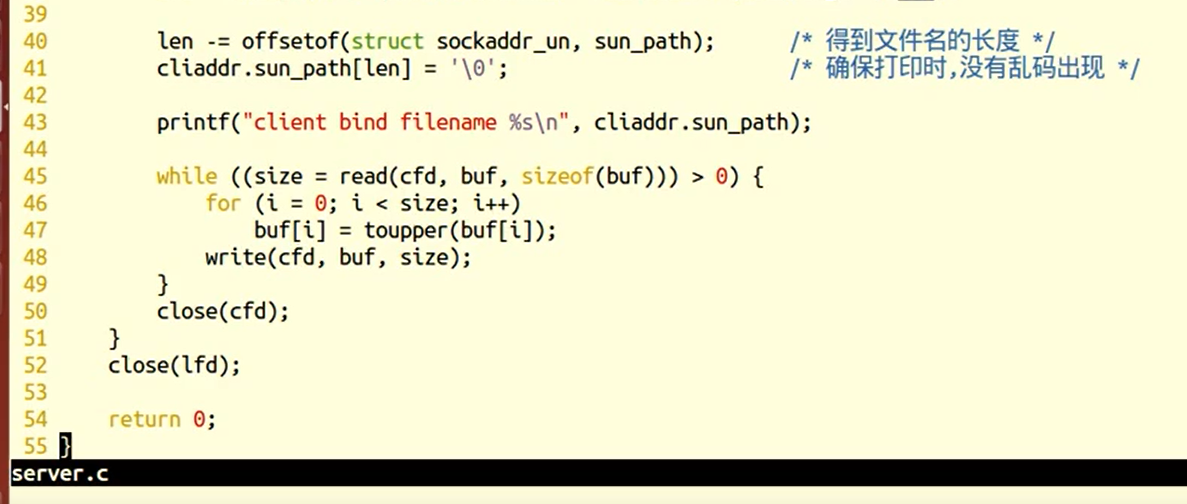 39
40         len -= offsetof(struct sockaddr_un, sun_path);      /* 得到文件名的长度 */
41         cliaddr.sun_path[len] = '\0';                       /* 确保打印时,没有乱码出现 */
42
43         printf("client bind filename %s\n", cliaddr.sun_path);
44
45         while ((size = read(cfd, buf, sizeof(buf))) > 0) {
46             for (i = 0; i < size; i++)
47                 buf[i] = toupper(buf[i]);
48             write(cfd, buf, size);
49         }
50         close(cfd);
51     }
52     close(lfd);
53
54     return 0;
55 }
server.c